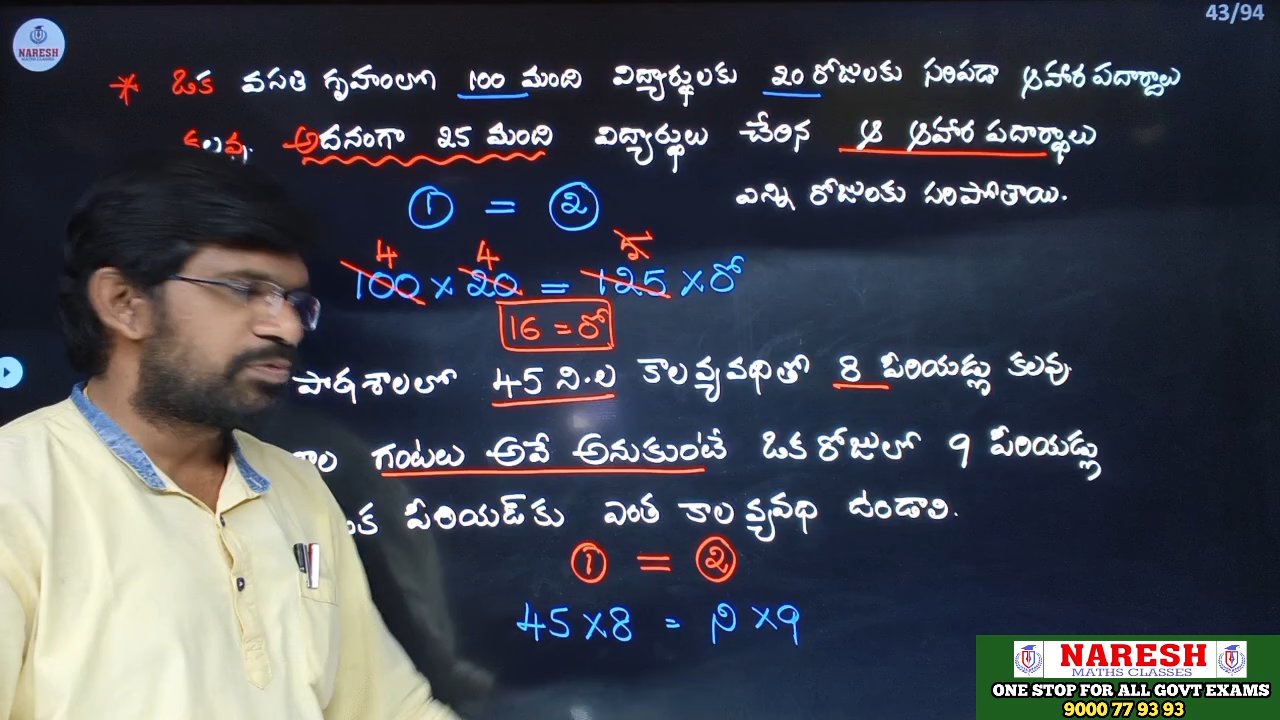 43/94
NARESH
MATHS CLASSES
* ఒక వసతి గృహంలో 100 మంది విద్యార్థులకు 20 రోజులకు సరిపడా ఆహార పదార్థాలు
కలవు. అదనంగా 25 మంది విద్యార్థులు చేరిన ఆ ఆహార పదార్థాలు
ఎన్ని రోజులకు సరిపోతాయి.
① = ②
4 4 5
100 × 20 = 125 × రో
16 = రో
పాఠశాలలో 45 ని.ల కాల వ్యవధితో 8 పీరియడ్లు కలవు.
గంటలు అవే అనుకుంటే ఒక రోజులో 9 పీరియడ్లు
పీరియడ్ కు ఎంత కాల వ్యవధి ఉండాలి.
① = ②
45 × 8 = ని × 9
NARESH
MATHS CLASSES
ONE STOP FOR ALL GOVT EXAMS
9000 77 93 93